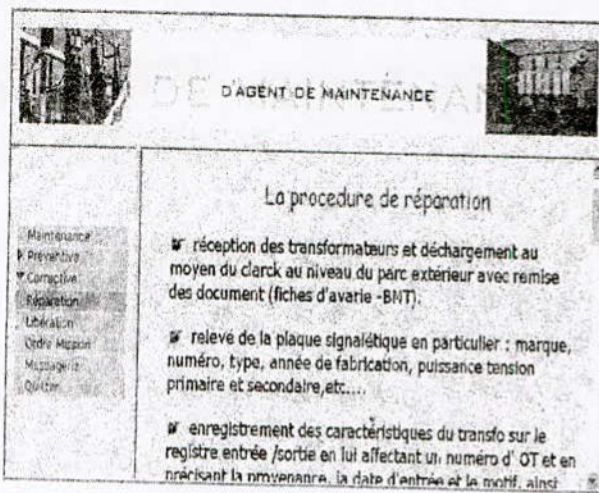 D'AGENT DE MAINTENANCE
La procedure de réparation
Maintenance
Préventive
Corrective
Réparation
Libération
Ordre Mission
Messagerie
Quitter
réception des transformateurs et déchargement au
moyen du clarck au niveau du parc extérieur avec remise
des document (fiches d'avarie -BNT).
relevé de la plaque signalétique en particulier : marque,
numéro, type, année de fabrication, puissance tension
primaire et secondaire,etc....
enregistrement des caractéristiques du transfo sur le
registre entrée /sortie en lui affectant un numéro d' OT et en
précisant la provenance, la date d'entrée et le motif, ainsi